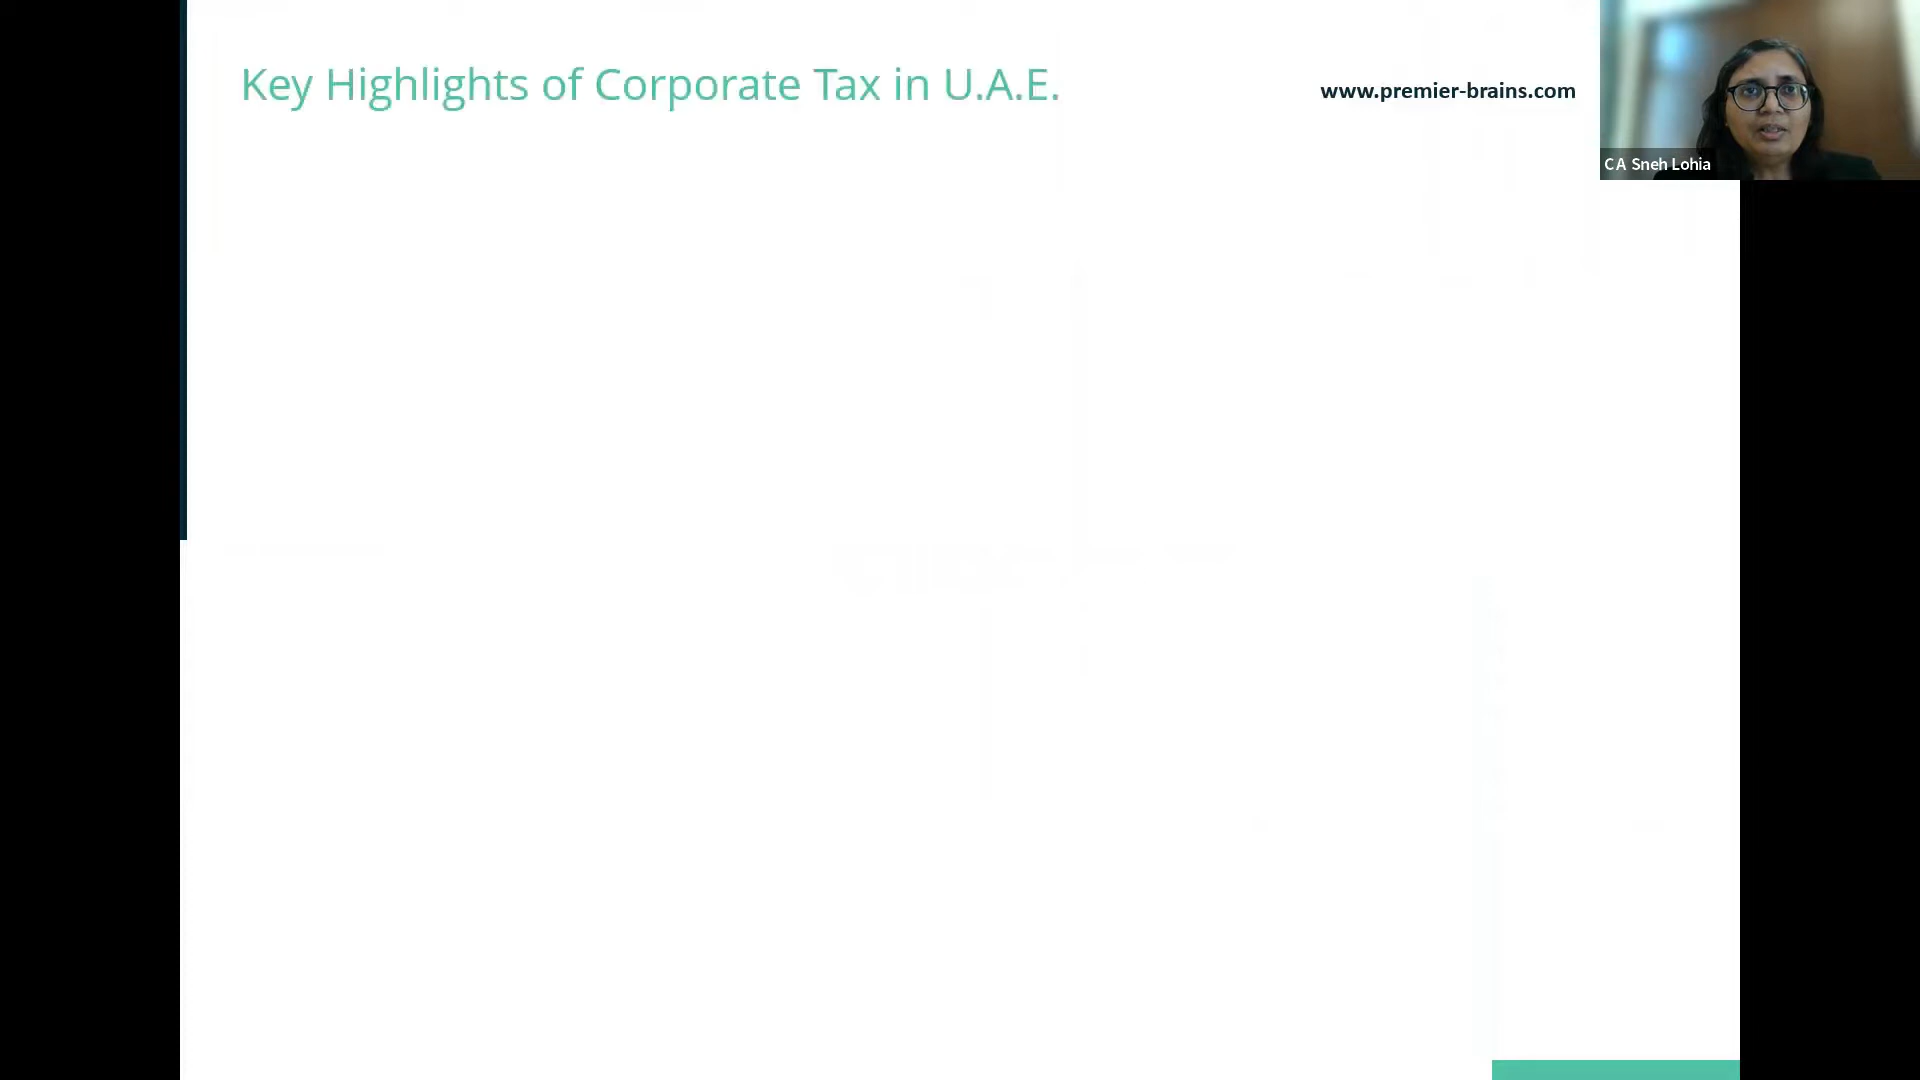 Key Highlights of Corporate Tax in U.A.E.
www.premier-brains.com
CA Sneh Lohia